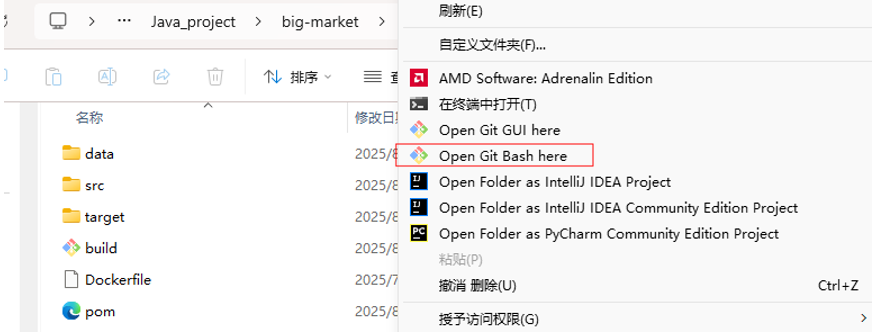 Java_project
big-market
排序
名称
修改日期
data
2025/8
src
2025/8
target
2025/8
build
2025/8
Dockerfile
2025/7
pom
2025/8
刷新(E)
自定义文件夹(F)...
AMD Software: Adrenalin Edition
在终端中打开(T)
Open Git GUI here
Open Git Bash here
Open Folder as IntelliJ IDEA Project
Open Folder as IntelliJ IDEA Community Edition Project
Open Folder as PyCharm Community Edition Project
粘贴(P)
撤消 删除(U) Ctrl+Z
授予访问权限(G)